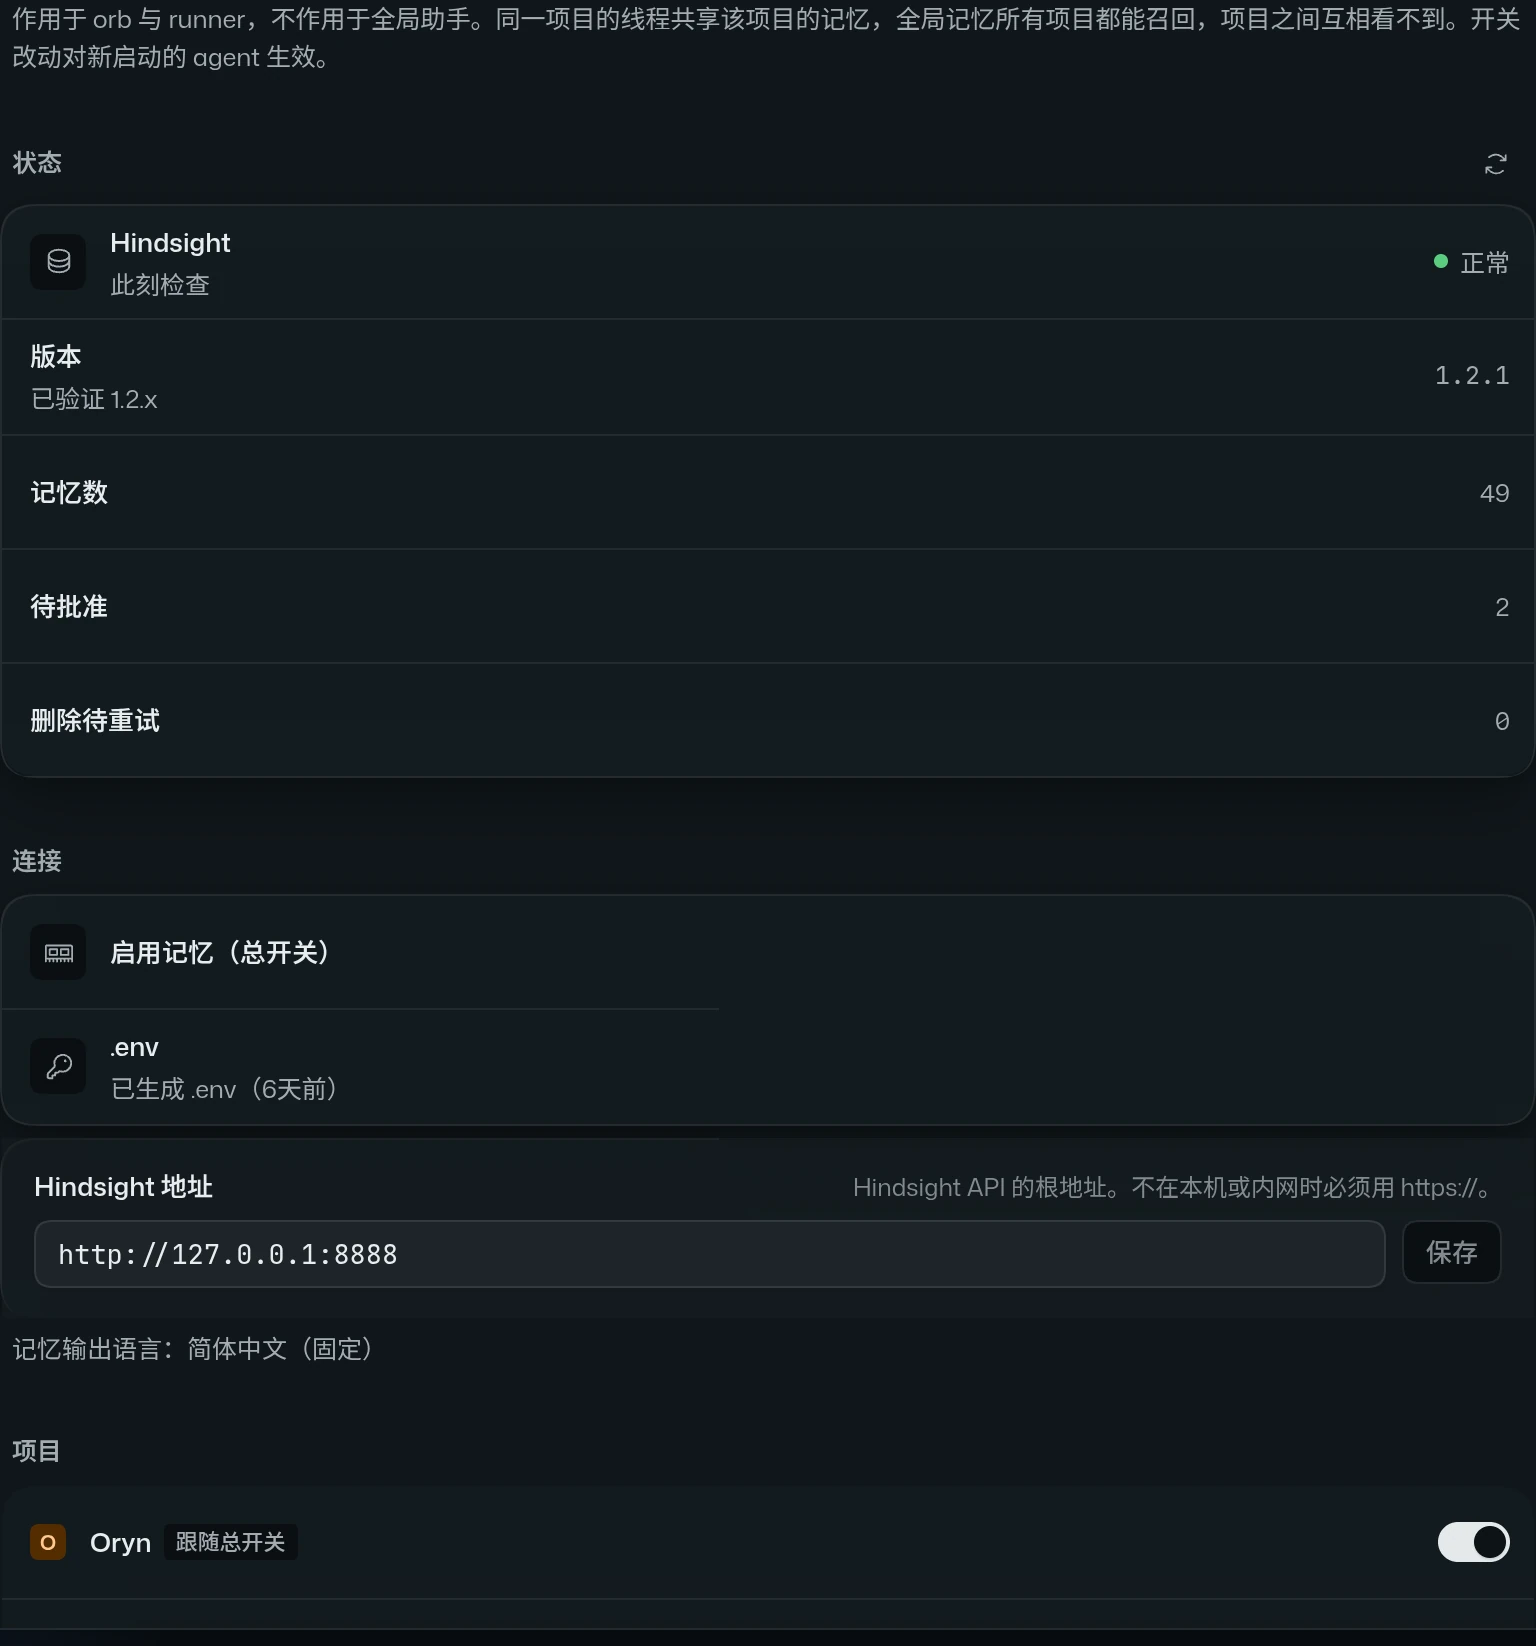 作用于 orb 与 runner，不作用于全局助手。同一项目的线程共享该项目的记忆，全局记忆所有项目都能召回，项目之间互相看不到。开关
改动对新启动的 agent 生效。
状态
Hindsight
此刻检查
正常
版本
已验证 1.2.x
1.2.1
记忆数
49
待批准
2
删除待重试
0
连接
启用记忆（总开关）
.env
已生成 .env（6天前）
Hindsight 地址
Hindsight API 的根地址。不在本机或内网时必须用 https://。
http://127.0.0.1:8888
保存
记忆输出语言：简体中文（固定）
项目
O
Oryn
跟随总开关